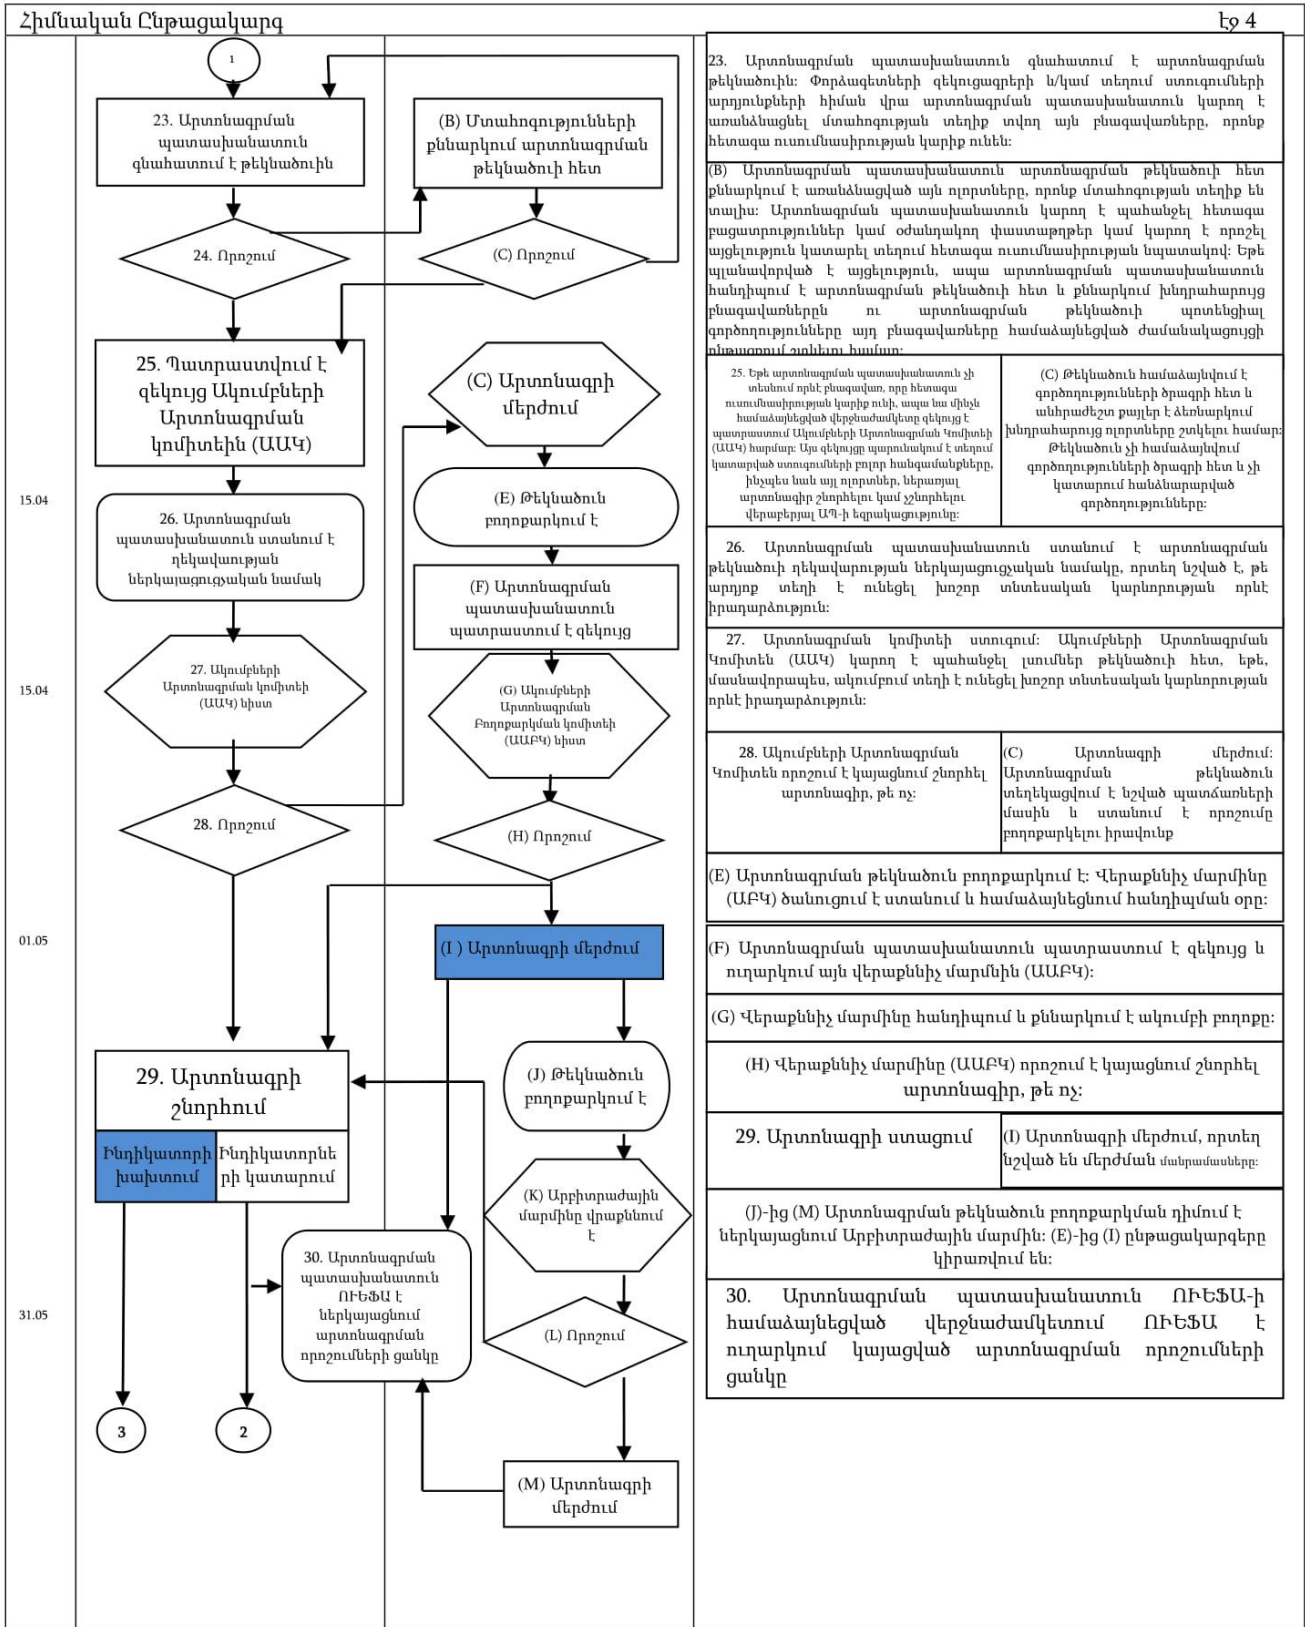 Հիմնական Ընթացակարգ
էջ 4
1
23. Արտոնագրման
պատասխանատուն
գնահատում է թեկնածուին
(B) Մտահոգությունների
քննարկում արտոնագրման
թեկնածուի հետ
24. Որոշում
(C) Որոշում
25. Պատրաստվում է
զեկույց Ակումբների
Արտոնագրման
կոմիտեին (ԱԱԿ)
(C) Արտոնագրի
մերժում
15.04
26. Արտոնագրման
պատասխանատուն ստանում է
ղեկավաության
ներկայացուցչական նամակ
(E) Թեկնածուն
բողոքարկում է
(F) Արտոնագրման
պատասխանատուն
պատրաստում է զեկույց
15.04
27. Ակումբների
Արտոնագրման կոմիտեի
(ԱԱԿ) նիստ
(G) Ակումբների
Արտոնագրման
Բողոքարկման կոմիտեի
(ԱԱԲԿ) նիստ
28. Որոշում
(H) Որոշում
01.05
(I ) Արտոնագրի մերժում
29. Արտոնագրի
շնորհում
Ինդիկատորի
խախտում
Ինդիկատորնե
րի կատարում
(J) Թեկնածուն
բողոքարկում է
(K) Արբիտրաժային
մարմինը վրաքննում
է
30. Արտոնագրման
պատասխանատուն
ՈՒԵՖԱ է
ներկայացնում
արտոնագրման
որոշումների ցանկը
31.05
(L) Որոշում
3
2
(M) Արտոնագրի
մերժում
23. Արտոնագրման պատասխանատուն գնահատում է արտոնագրման
թեկնածուին: Փորձագետների զեկուցագրերի և/կամ տեղում ստուգումների
արդյունքների հիման վրա արտոնագրման պատասխանատուն կարող է
առանձնացնել մտահոգության տեղիք տվող այն բնագավառները, որոնք
հետագա ուսումնասիրության կարիք ունեն:
(B) Արտոնագրման պատասխանատուն արտոնագրման թեկնածուի հետ
քննարկում է առանձնացված այն ոլորտները, որոնք մտահոգության տեղիք են
տալիս: Արտոնագրման պատասխանատուն կարող է պահանջել հետագա
բացատրություններ կամ օժանդակող փաստաթղթեր կամ կարող է որոշել
այցելություն կատարել տեղում հետագա ուսումնասիրության նպատակով: Եթե
պլանավորված է այցելություն, ապա արտոնագրման պատասխանատուն
հանդիպում է արտոնագրման թեկնածուի հետ և քննարկում խնդրահարույց
բնագավառներըն ու արտոնագրման թեկնածուի պոտենցիալ
գործողությունները այդ բնագավառները համաձայնեցված ժամանակացույցի
ընթացքում շտկելու համար:
25. Եթե արտոնագրման պատասխանատուն չի
տեսնում որևէ բնագավառ, որը հետագա
ուսումնասիրության կարիք ունի, ապա նա մինչև
համաձայնեցված վերջնաժամկետը զեկույց է
պատրաստում Ակումբների Արտոնագրման Կոմիտեի
(ԱԱԿ) հարմար: Այս զեկույցը պարունակում է տեղում
կատարված ստուգումների բոլոր հանգամանքները,
ինչպես նաև այլ ոլորտներ, ներառյալ
արտոնագիր շնորհելու կամ չշնորհելու
վերաբերյալ ԱՊ-ի եզրակացությունը:
(C) Թեկնածուն համաձայնվում է
գործողությունների ծրագրի հետ և
անհրաժեշտ քայլեր է ձեռնարկում
խնդրահարույց ոլորտները շտկելու համար:
Թեկնածուն չի համաձայնվում
գործողությունների ծրագրի հետ և չի
կատարում հանձնարարված
գործողությունները:
26. Արտոնագրման պատասխանատուն ստանում է արտոնագրման
թեկնածուի ղեկավարության ներկայացուցչական նամակը, որտեղ նշված է, թե
արդյոք տեղի է ունեցել խոշոր տնտեսական կարևորության որևէ
իրադարձություն:
27. Արտոնագրման կոմիտեի ստուգում: Ակումբների Արտոնագրման
Կոմիտեն (ԱԱԿ) կարող է պահանջել լսումներ թեկնածուի հետ, եթե,
մասնավորապես, ակումբում տեղի է ունեցել խոշոր տնտեսական կարևորության
որևէ իրադարձություն:
28. Ակումբների Արտոնագրման
Կոմիտեն որոշում է կայացնում շնորհել
արտոնագիր, թե ոչ:
(C) Արտոնագրի մերժում:
Արտոնագրման թեկնածուն
տեղեկացվում է նշված պատճառների
մասին և ստանում է որոշումը
բողոքարկելու իրավունք
(E) Արտոնագրման թեկնածուն բողոքարկում է: Վերաքննիչ մարմինը
(ԱԲԿ) ծանուցում է ստանում և համաձայնեցնում հանդիպման օրը:
(F) Արտոնագրման պատասխանատուն պատրաստում է զեկույց և
ուղարկում այն վերաքննիչ մարմնին (ԱԱԲԿ):
(G) Վերաքննիչ մարմինը հանդիպում և քննարկում է ակումբի բողոքը:
(H) Վերաքննիչ մարմինը (ԱԱԲԿ) որոշում է կայացնում շնորհել
արտոնագիր, թե ոչ:
29. Արտոնագրի ստացում
(I) Արտոնագրի մերժում, որտեղ
նշված են մերժման մանրամասները:
(J)-ից (M) Արտոնագրման թեկնածուն բողոքարկման դիմում է
ներկայացնում Արբիտրաժային մարմին: (E)-ից (I) ընթացակարգերը
կիրառվում են:
30. Արտոնագրման պատասխանատուն ՈՒԵՖԱ-ի
համաձայնեցված վերջնաժամկետում ՈՒԵՖԱ է
ուղարկում կայացված արտոնագրման որոշումների
ցանկը